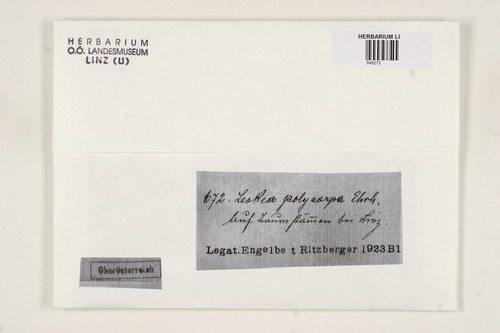 HERBARIUM
O.Ö. LANDESMUSEUM
LINZ (LI)
HERBARIUM LI
948272
672. Leskea polycarpa Ehrh.
Auf Baumstämmen bei
Legat. Engelbe t Ritzberger 1923 B1
Oberösterreich